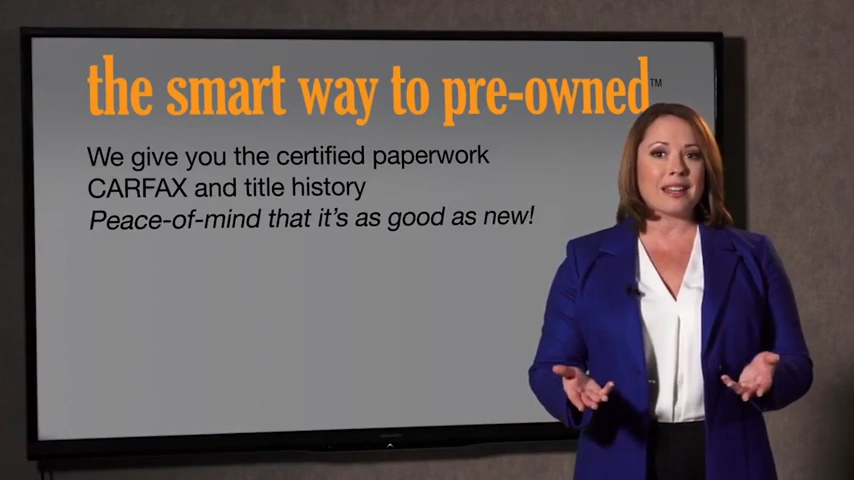 the smart way to pre-owned™
We give you the certified paperwork
CARFAX and title history
Peace-of-mind that it's as good as new!